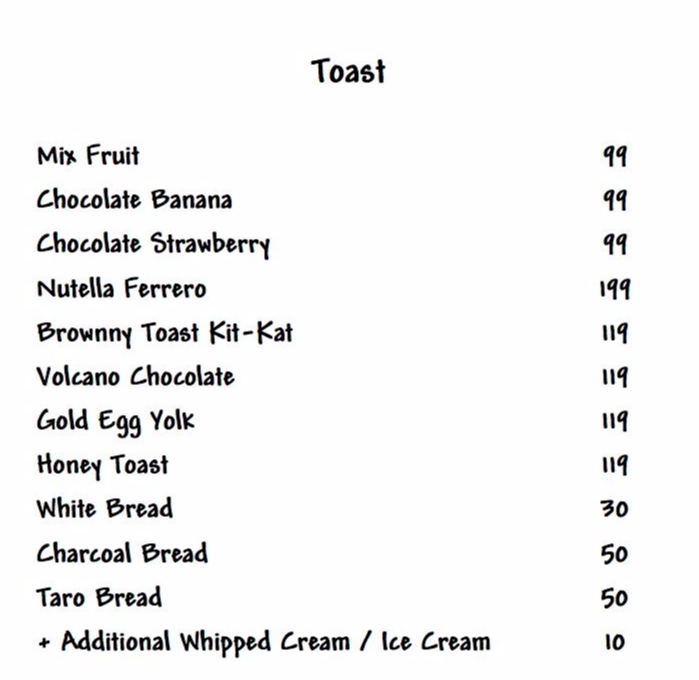 Toast
Mix Fruit 99
Chocolate Banana 99
Chocolate Strawberry 99
Nutella Ferrero 199
Brownny Toast Kit-Kat 119
Volcano Chocolate 119
Gold Egg Yolk 119
Honey Toast 119
White Bread 30
Charcoal Bread 50
Taro Bread 50
+ Additional Whipped Cream / Ice Cream 10